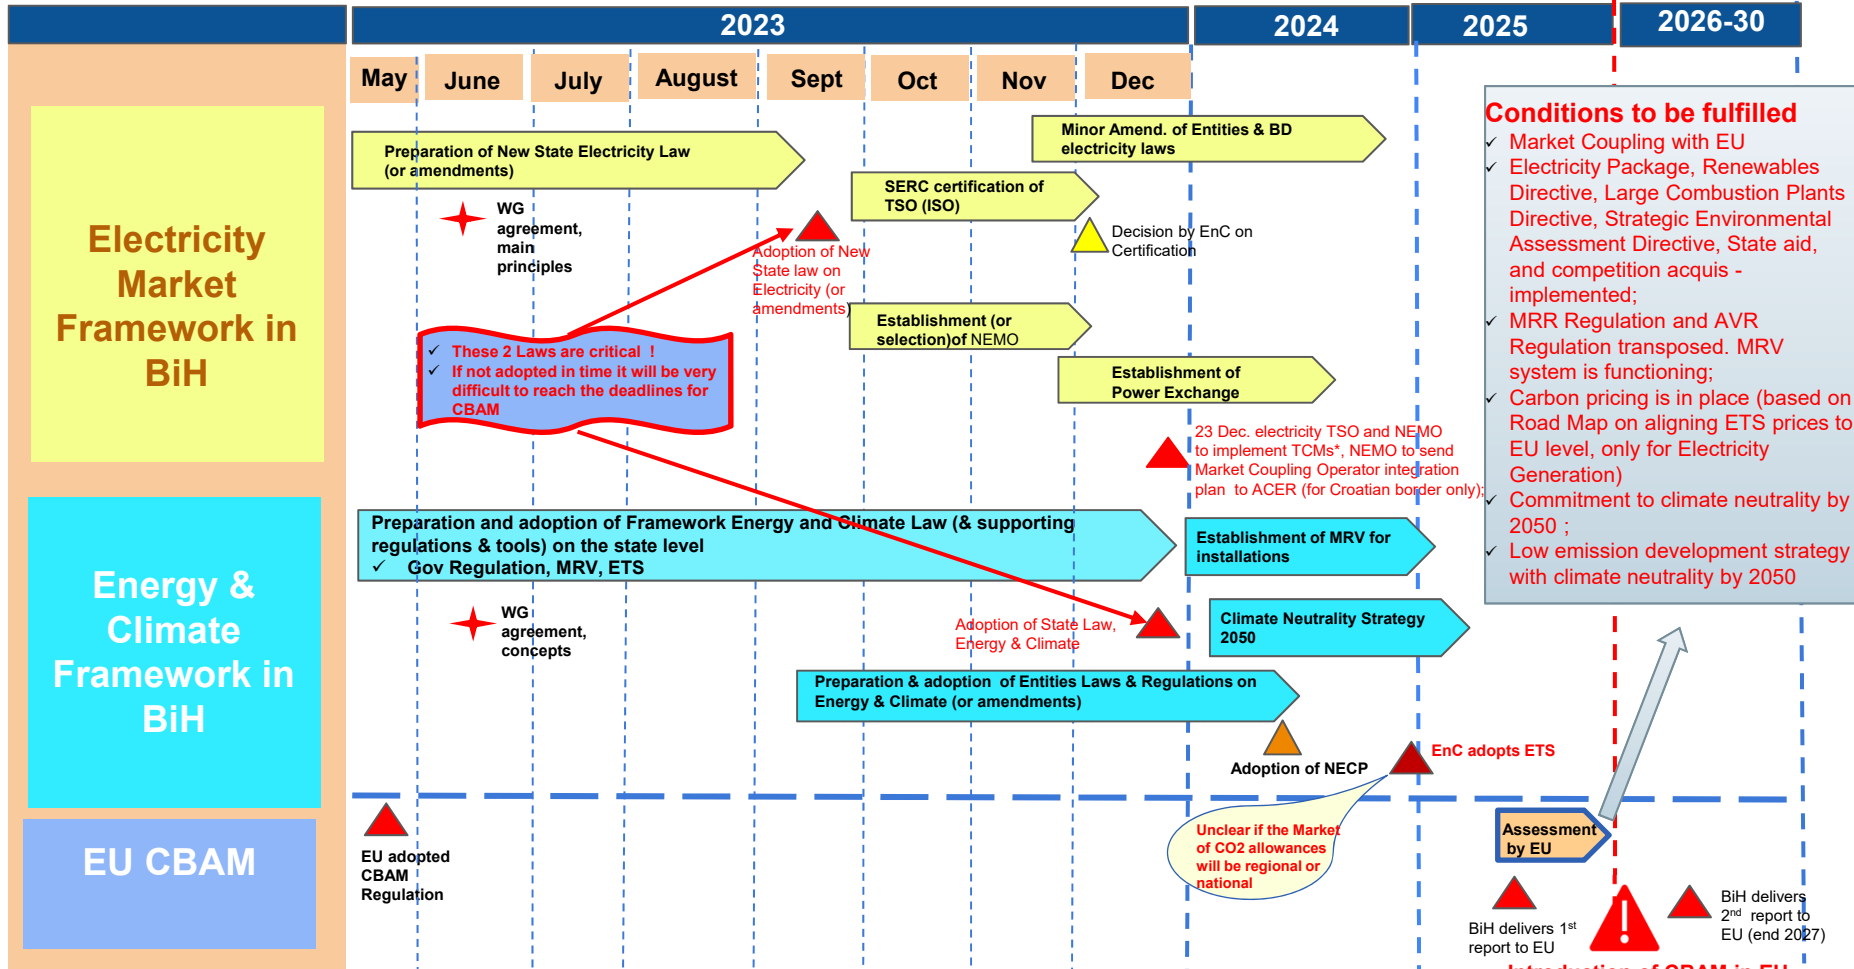 2023
2024
2025
2026-30
May
June
July
August
Sept
Oct
Nov
Dec
Electricity
Market
Framework in
BiH
Preparation of New State Electricity Law
(or amendments)
Minor Amend. of Entities & BD
electricity laws
SERC certification of
TSO (ISO)
WG
agreement,
main
principles
Adoption of New
State law on
Electricity (or
amendments)
Decision by EnC on
Certification
Establishment (or
selection)of NEMO
✓ These 2 Laws are critical !
✓ If not adopted in time it will be very
difficult to reach the deadlines for
CBAM
Establishment of
Power Exchange
23 Dec. electricity TSO and NEMO
to implement TCMs*, NEMO to send
Market Coupling Operator integration
plan to ACER (for Croatian border only);
Conditions to be fulfilled
✓ Market Coupling with EU
✓ Electricity Package, Renewables
Directive, Large Combustion Plants
Directive, Strategic Environmental
Assessment Directive, State aid,
and competition acquis -
implemented;
✓ MRR Regulation and AVR
Regulation transposed. MRV
system is functioning;
✓ Carbon pricing is in place (based on
Road Map on aligning ETS prices to
EU level, only for Electricity
Generation)
✓ Commitment to climate neutrality by
2050 ;
✓ Low emission development strategy
with climate neutrality by 2050
Energy &
Climate
Framework in
BiH
Preparation and adoption of Framework Energy and Climate Law (& supporting
regulations & tools) on the state level
✓ Gov Regulation, MRV, ETS
Establishment of MRV for
installations
WG
agreement,
concepts
Adoption of State Law,
Energy & Climate
Climate Neutrality Strategy
2050
Preparation & adoption of Entities Laws & Regulations on
Energy & Climate (or amendments)
Adoption of NECP
EnC adopts ETS
EU CBAM
EU adopted
CBAM
Regulation
Unclear if the Market
of CO2 allowances
will be regional or
national
Assessment
by EU
BiH delivers 1st
report to EU
BiH delivers
2nd report to
EU (end 2027)
Introduction of CBAM in EU